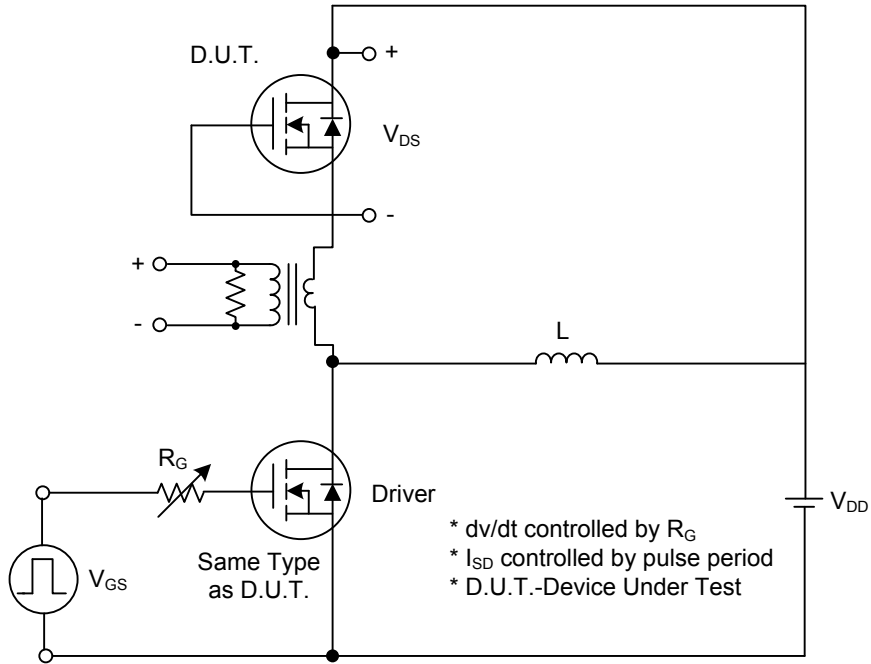 D.U.T.
+
V_DS
-
+
-
L
R_G
Driver
V_DD
Same Type
as D.U.T.
V_GS
* dv/dt controlled by R_G
* I_SD controlled by pulse period
* D.U.T.-Device Under Test